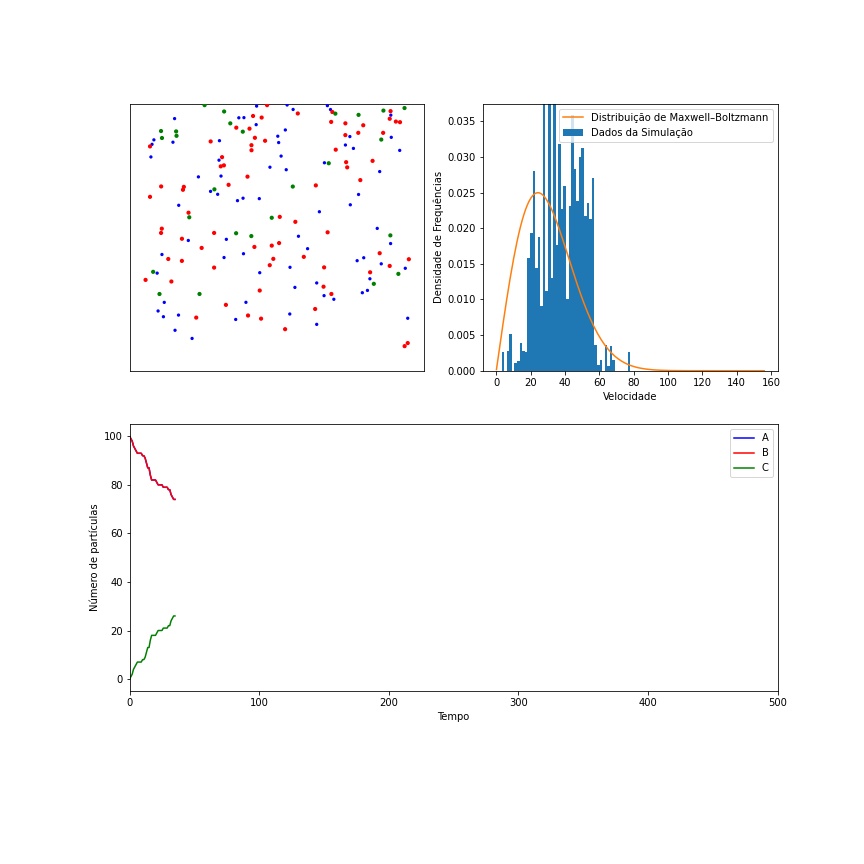 Distribuição de Maxwell–Boltzmann
Dados da Simulação
Densidade de Frequências
0.035
0.030
0.025
0.020
0.015
0.010
0.005
0.000
0 20 40 60 80 100 120 140 160
Velocidade
A
B
C
Número de partículas
100
80
60
40
20
0
0 100 200 300 400 500
Tempo